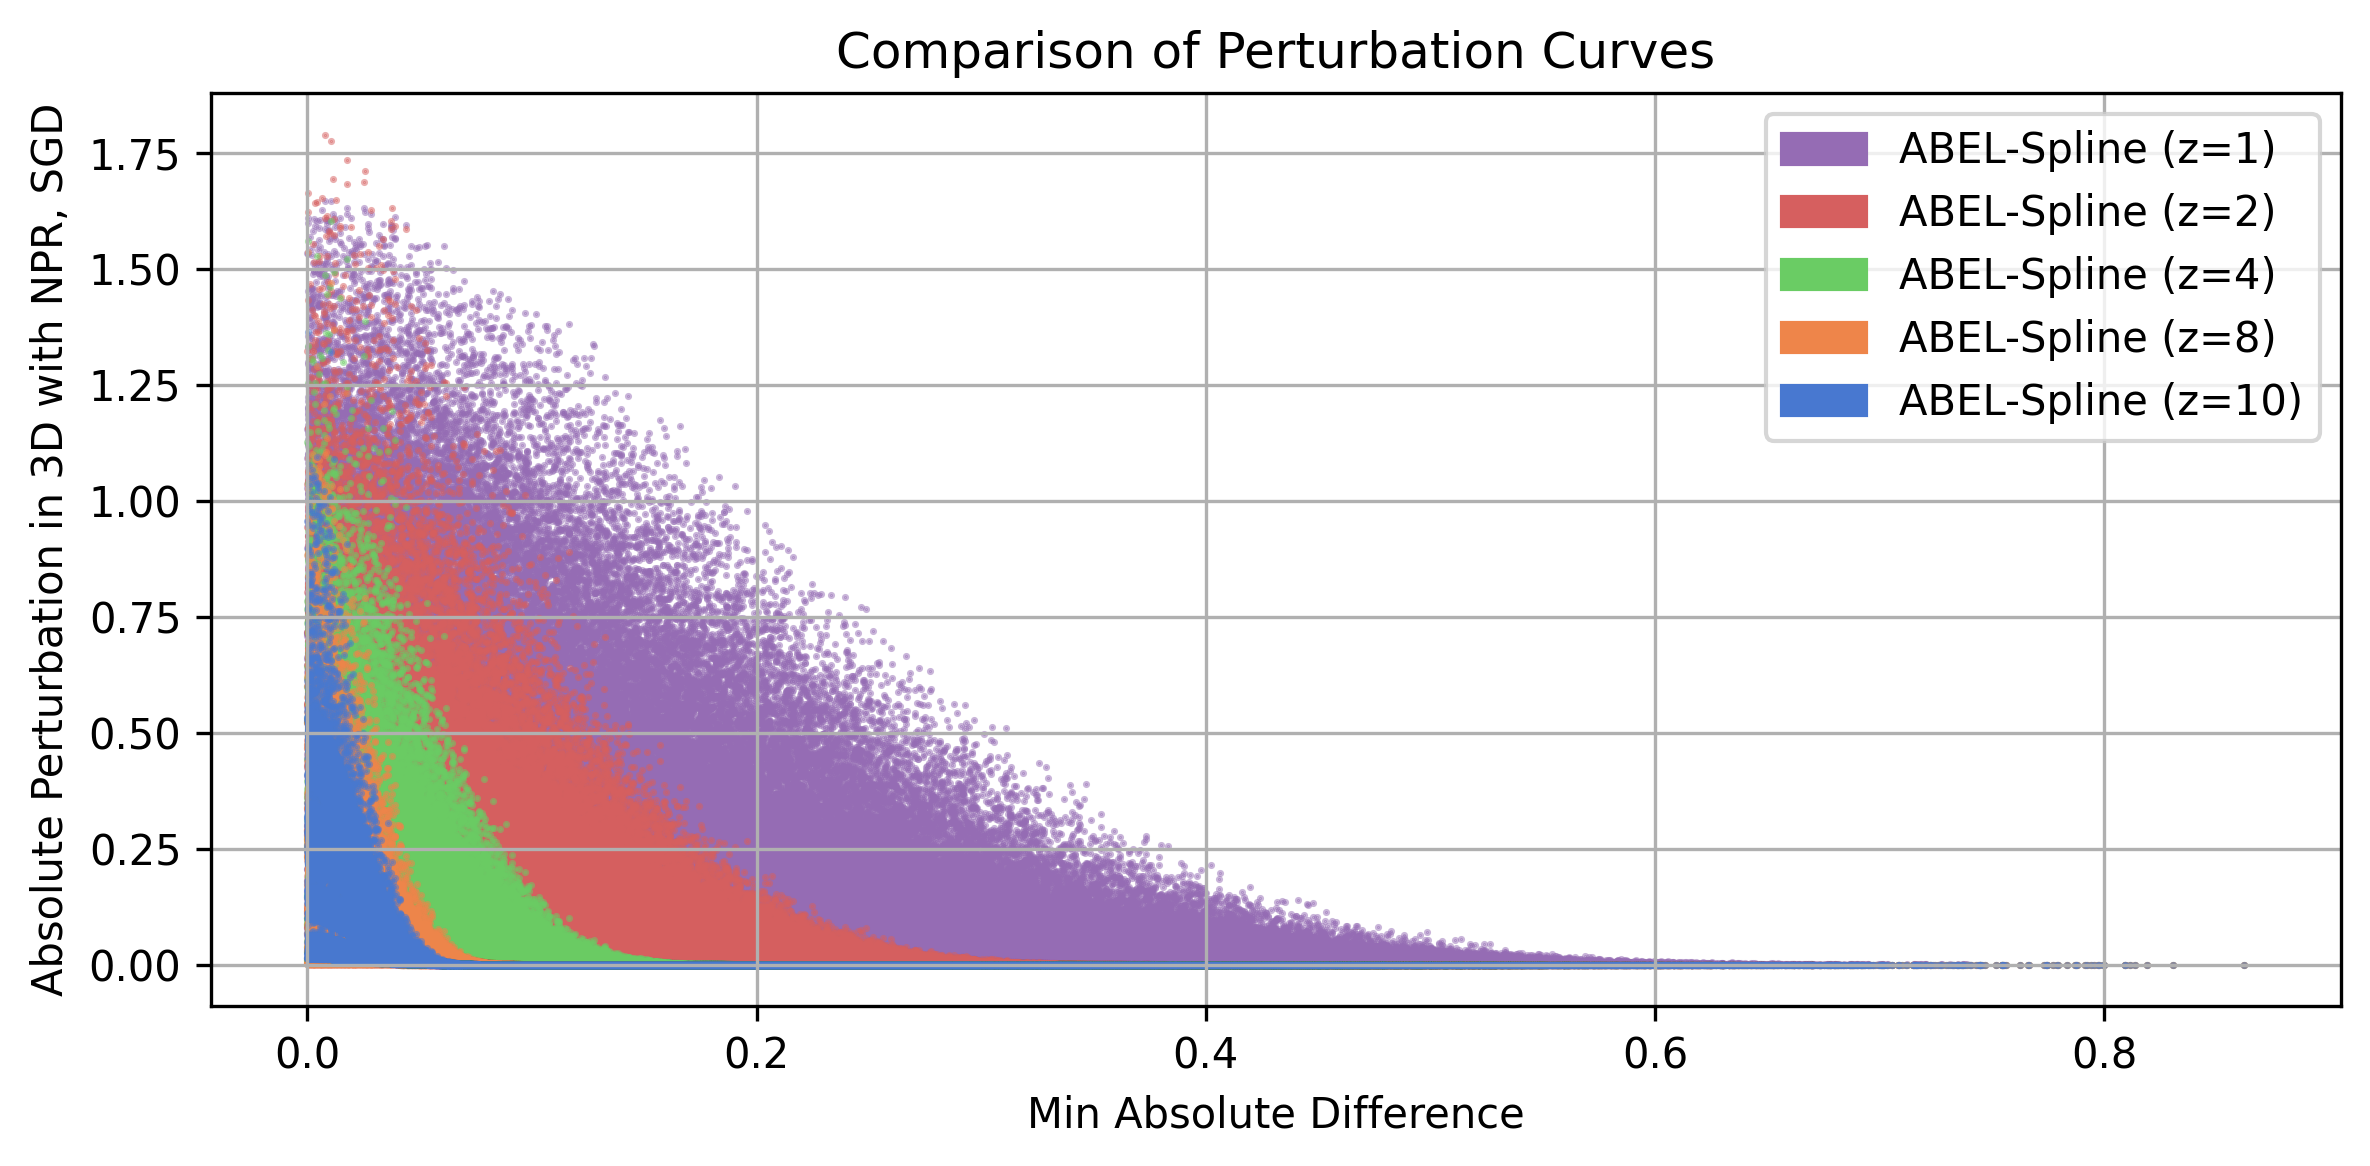 Comparison of Perturbation Curves
Absolute Perturbation in 3D with NPR, SGD
1.75
1.50
1.25
1.00
0.75
0.50
0.25
0.00
ABEL-Spline (z=1)
ABEL-Spline (z=2)
ABEL-Spline (z=4)
ABEL-Spline (z=8)
ABEL-Spline (z=10)
0.0 0.2 0.4 0.6 0.8
Min Absolute Difference